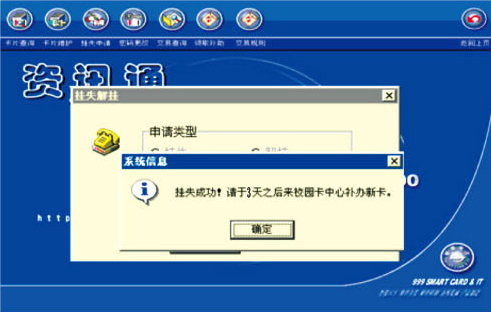 卡片查询 卡片维护 挂失申请 密码更改 交易查询 领取补助 交易规则 返回上页
资讯通
挂失解挂
申请类型
系统信息
挂失成功！请于3天之后来校园卡中心补办新卡。
确定
http
00
999 SMART CARD & IT